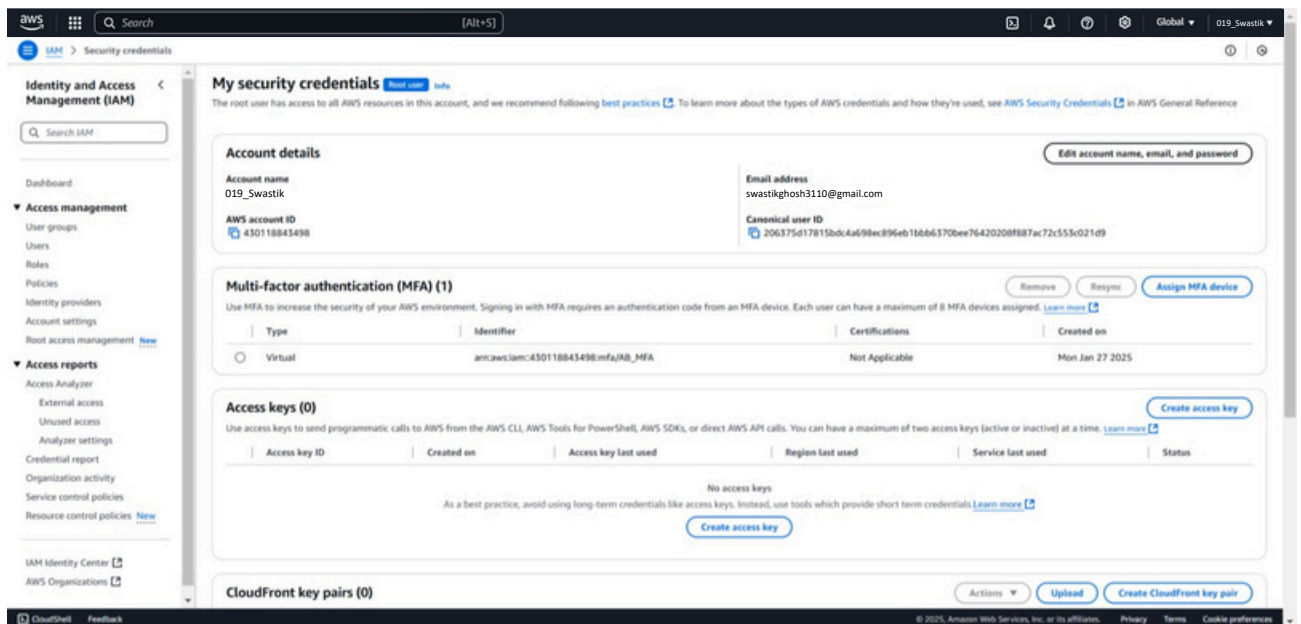 aws
Search [Alt+S]
Global
019_Swastik
IAM > Security credentials
Identity and Access Management (IAM)
Search IAM
Dashboard
Access management
User groups
Users
Roles
Policies
Identity providers
Account settings
Root access management New
Access reports
Access Analyzer
External access
Unused access
Analyzer settings
Credential report
Organization activity
Service control policies
Resource control policies New
IAM Identity Center
AWS Organizations
My security credentials Root user Info
The root user has access to all AWS resources in this account, and we recommend following best practices. To learn more about the types of AWS credentials and how they're used, see AWS Security Credentials in AWS General Reference
Account details
Edit account name, email, and password
Account name
019_Swastik
Email address
swastikghosh3110@gmail.com
AWS account ID
430118843498
Canonical user ID
206375d17815bdc4a698ec896eb1bbb6370bee76420208f887ac72c553c021d9
Multi-factor authentication (MFA) (1)
Remove Resync Assign MFA device
Use MFA to increase the security of your AWS environment. Signing in with MFA requires an authentication code from an MFA device. Each user can have a maximum of 8 MFA devices assigned. Learn more
Type Identifier Certifications Created on
Virtual arn:aws:iam::430118843498:mfa/AB_MFA Not Applicable Mon Jan 27 2025
Access keys (0)
Create access key
Use access keys to send programmatic calls to AWS from the AWS CLI, AWS Tools for PowerShell, AWS SDKs, or direct AWS API calls. You can have a maximum of two access keys (active or inactive) at a time. Learn more
Access key ID Created on Access key last used Region last used Service last used Status
No access keys
As a best practice, avoid using long-term credentials like access keys. Instead, use tools which provide short term credentials. Learn more
Create access key
CloudFront key pairs (0)
Actions Upload Create CloudFront key pair
CloudShell Feedback
© 2025, Amazon Web Services, Inc. or its affiliates. Privacy Terms Cookie preferences